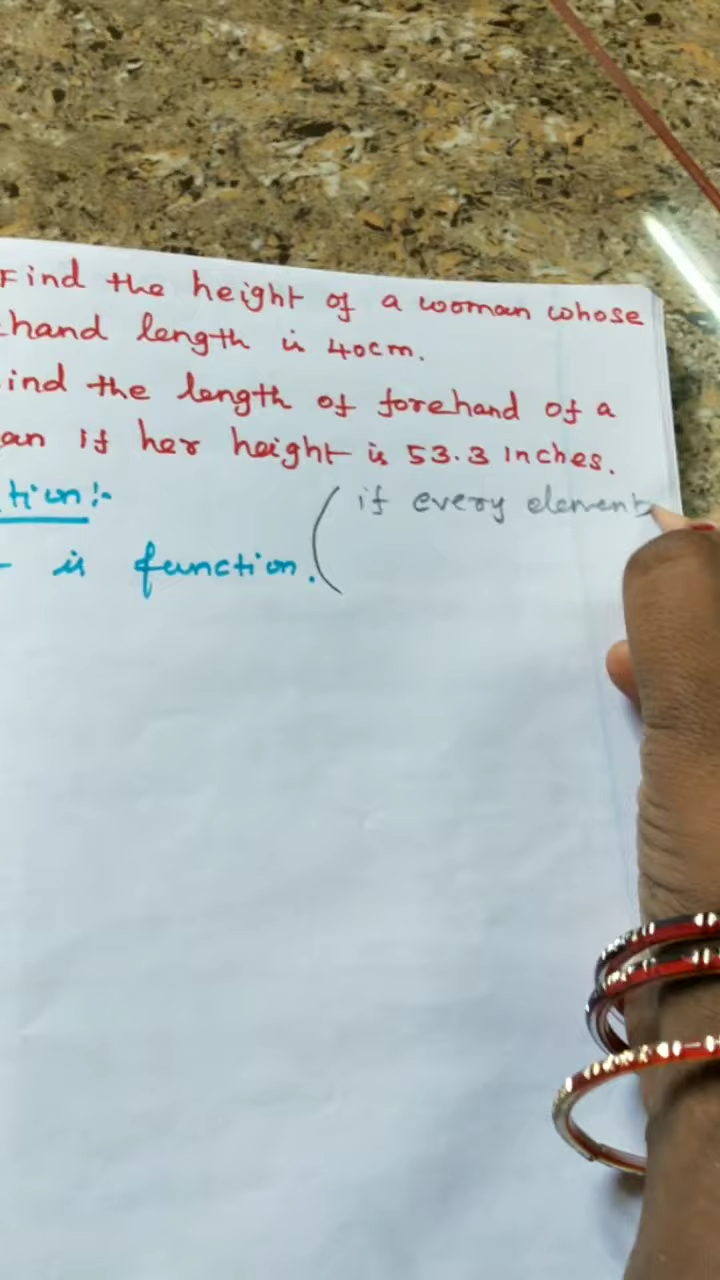 Find the height of a woman whose
hand length is 40cm.
ind the length of forehand of a
an if her height is 53.3 inches.
tion:-
is function. (if every element